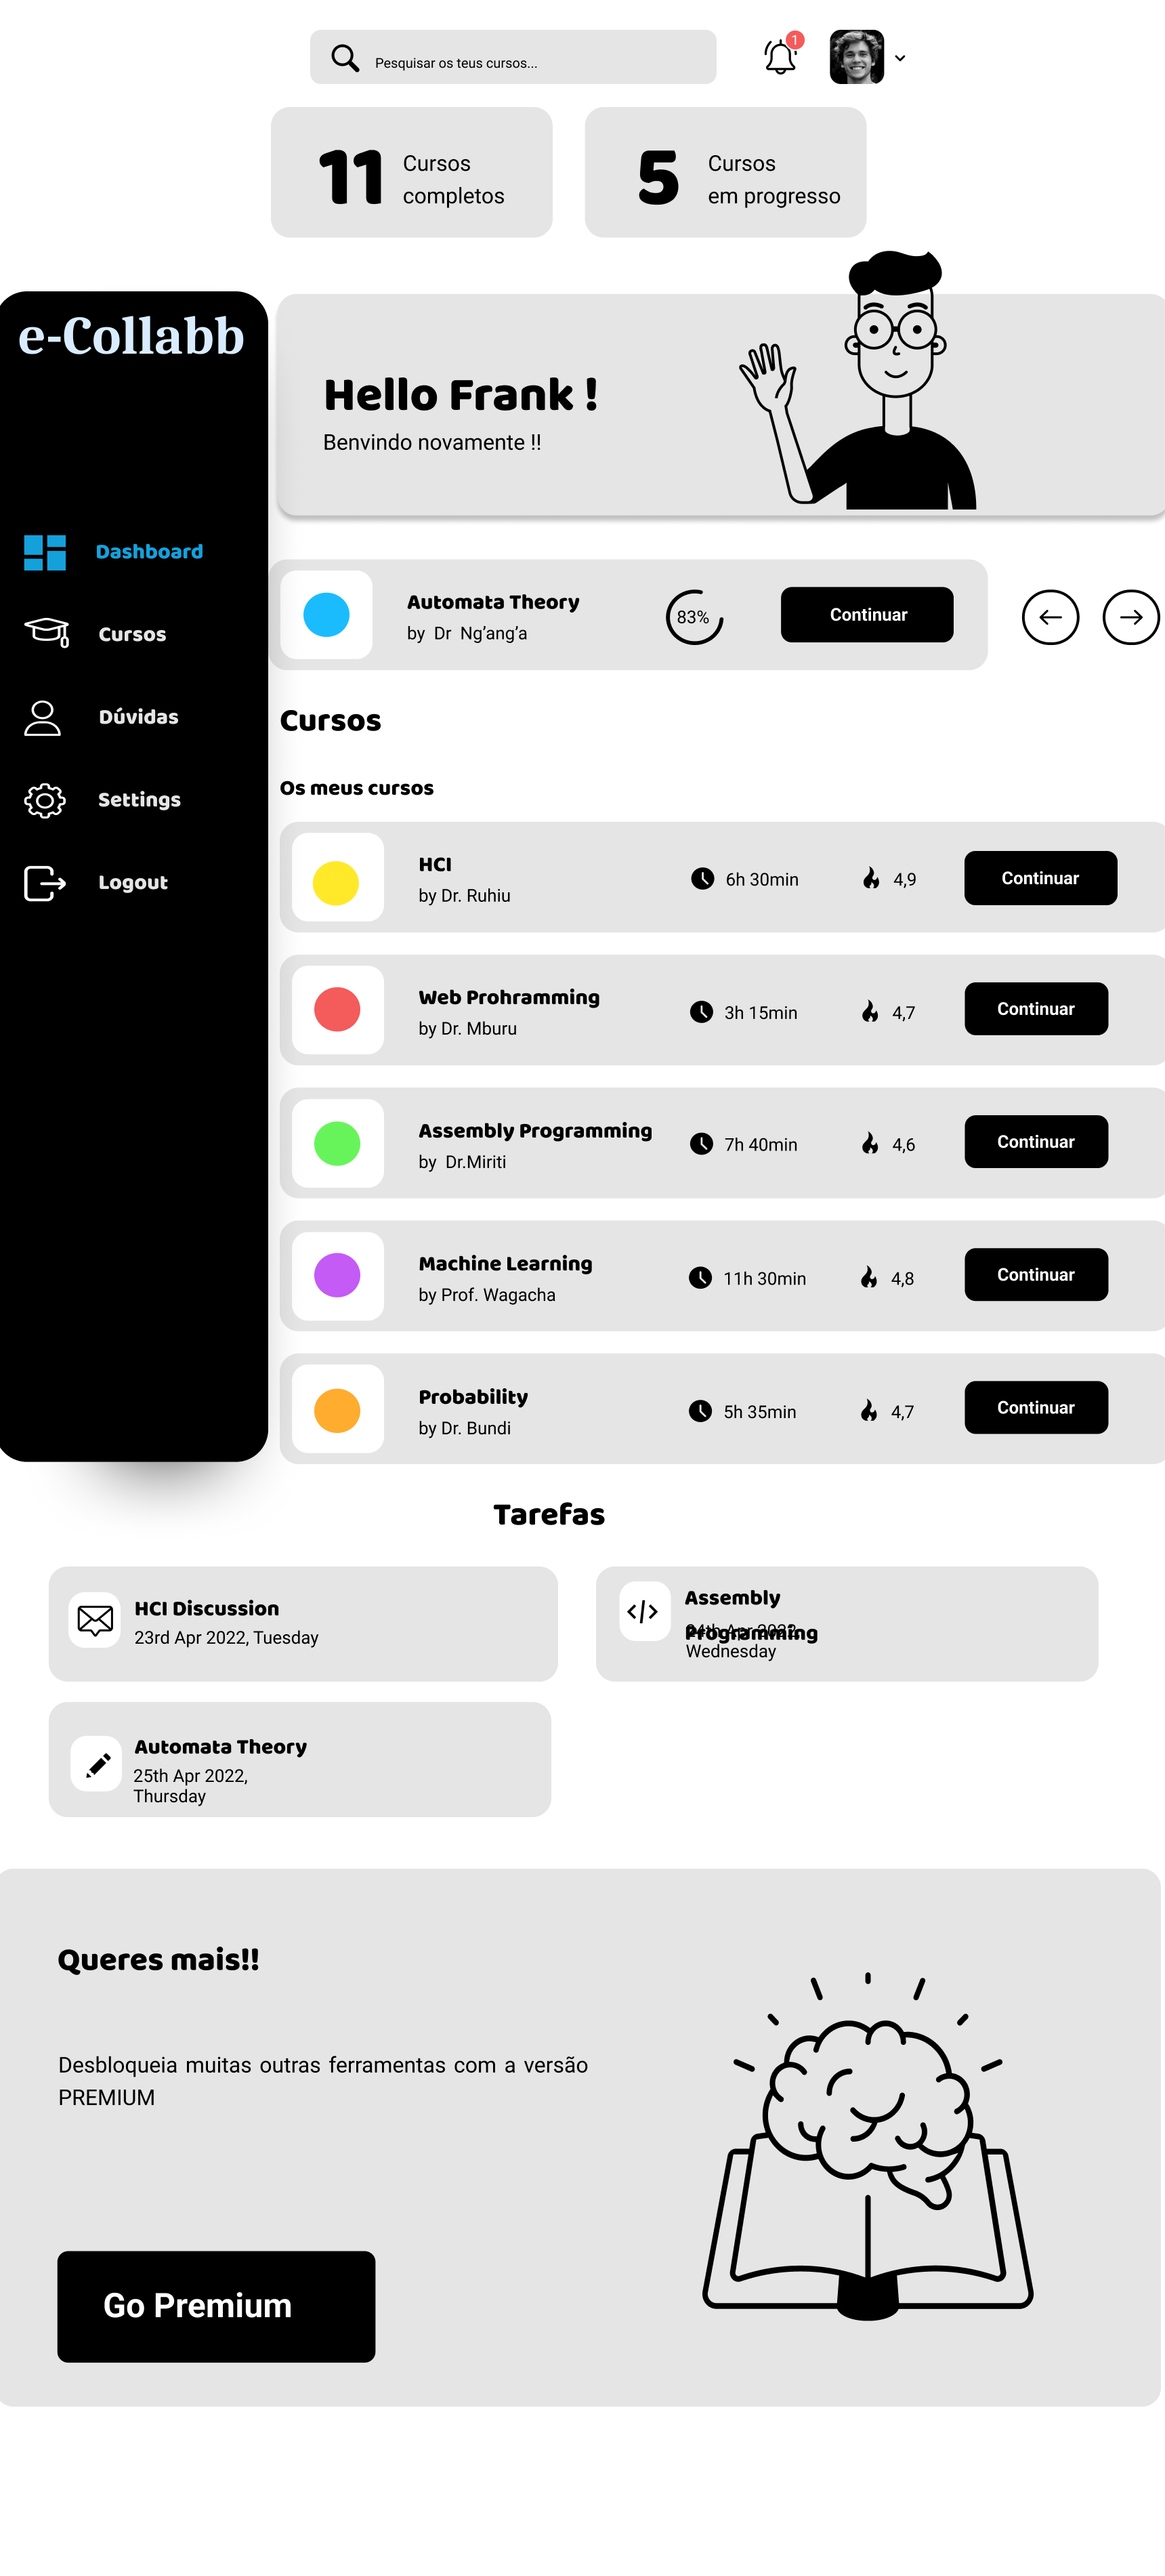 Pesquisar os teus cursos...
1
11
Cursos
completos
5
Cursos
em progresso
e-Collabb
Hello Frank !
Benvindo novamente !!
Dashboard
Cursos
Dúvidas
Settings
Logout
Automata Theory
by Dr Ng'ang'a
83%
Continuar
Cursos
Os meus cursos
HCI
by Dr. Ruhiu
6h 30min
4,9
Continuar
Web Prohramming
by Dr. Mburu
3h 15min
4,7
Continuar
Assembly Programming
by Dr.Miriti
7h 40min
4,6
Continuar
Machine Learning
by Prof. Wagacha
11h 30min
4,8
Continuar
Probability
by Dr. Bundi
5h 35min
4,7
Continuar
Tarefas
HCI Discussion
23rd Apr 2022, Tuesday
Assembly
Programming
24th Apr 2022,
Wednesday
Automata Theory
25th Apr 2022,
Thursday
Queres mais!!
Desbloqueia muitas outras ferramentas com a versão
PREMIUM
Go Premium